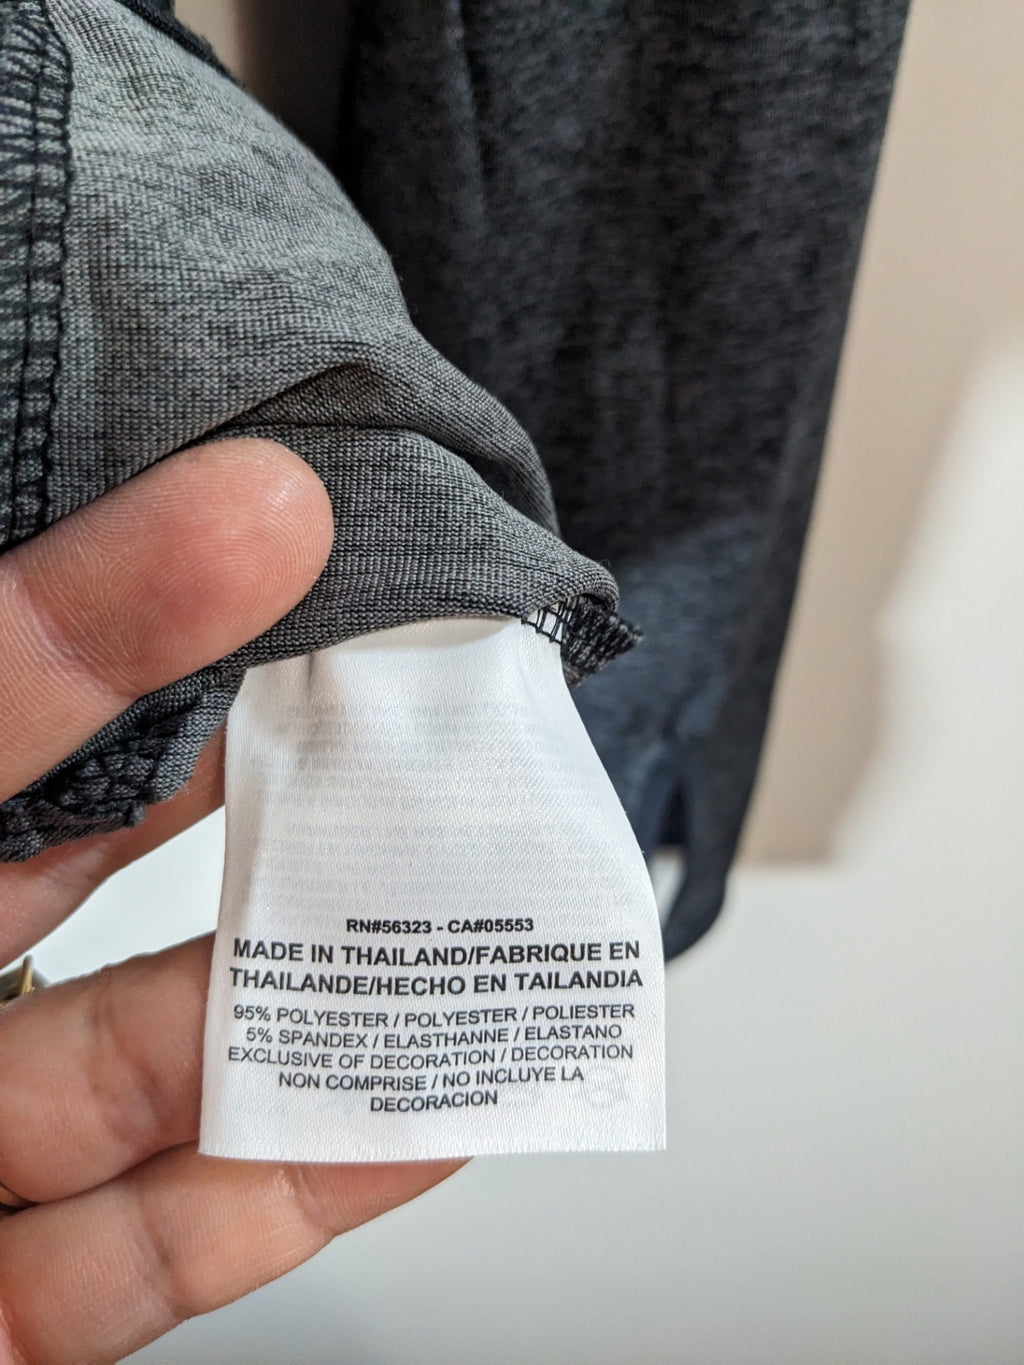 RN#56323 - CA#05553
MADE IN THAILAND/FABRIQUE EN
THAILANDE/HECHO EN TAILANDIA
95% POLYESTER / POLYESTER / POLIESTER
5% SPANDEX / ELASTHANNE / ELASTANO
EXCLUSIVE OF DECORATION / DECORATION
NON COMPRISE / NO INCLUYE LA
DECORACION